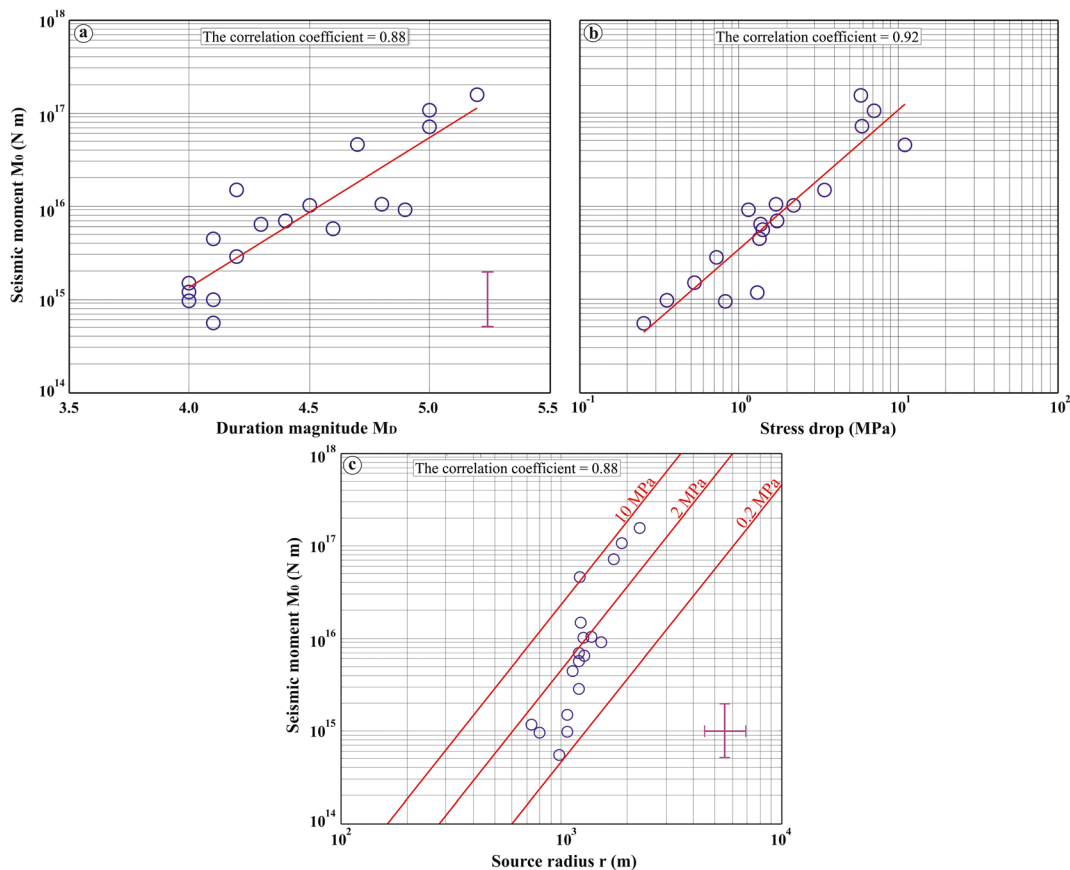 a
The correlation coefficient = 0.88
10^18
10^17
10^16
10^15
10^14
Seismic moment M0 (N m)
3.5 4.0 4.5 5.0 5.5
Duration magnitude MD
b
The correlation coefficient = 0.92
10^-1 10^0 10^1 10^2
Stress drop (MPa)
c
The correlation coefficient = 0.88
10^18
10^17
10^16
10^15
10^14
Seismic moment M0 (N m)
10 MPa
2 MPa
0.2 MPa
10^2 10^3 10^4
Source radius r (m)